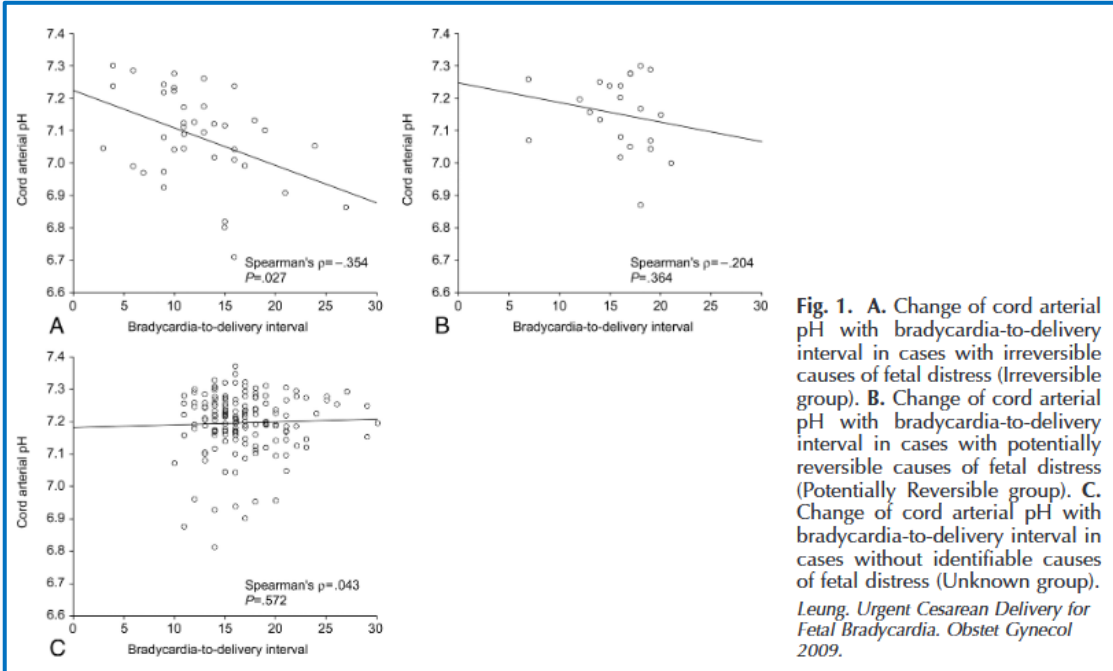 7.4
7.3
7.2
7.1
7.0
6.9
6.8
6.7
6.6
Cord arterial pH
0 5 10 15 20 25 30
Spearman's ρ=−.354
P=.027
A
Bradycardia-to-delivery interval
7.4
7.3
7.2
7.1
7.0
6.9
6.8
6.7
6.6
Cord arterial pH
0 5 10 15 20 25 30
Spearman's ρ=−.204
P=.364
B
Bradycardia-to-delivery interval
7.4
7.3
7.2
7.1
7.0
6.9
6.8
6.7
6.6
Cord arterial pH
0 5 10 15 20 25 30
Spearman's ρ=.043
P=.572
C
Bradycardia-to-delivery interval
Fig. 1. A. Change of cord arterial
pH with bradycardia-to-delivery
interval in cases with irreversible
causes of fetal distress (Irreversible
group). B. Change of cord arterial
pH with bradycardia-to-delivery
interval in cases with potentially
reversible causes of fetal distress
(Potentially Reversible group). C.
Change of cord arterial pH with
bradycardia-to-delivery interval in
cases without identifiable causes
of fetal distress (Unknown group).
Leung. Urgent Cesarean Delivery for
Fetal Bradycardia. Obstet Gynecol
2009.